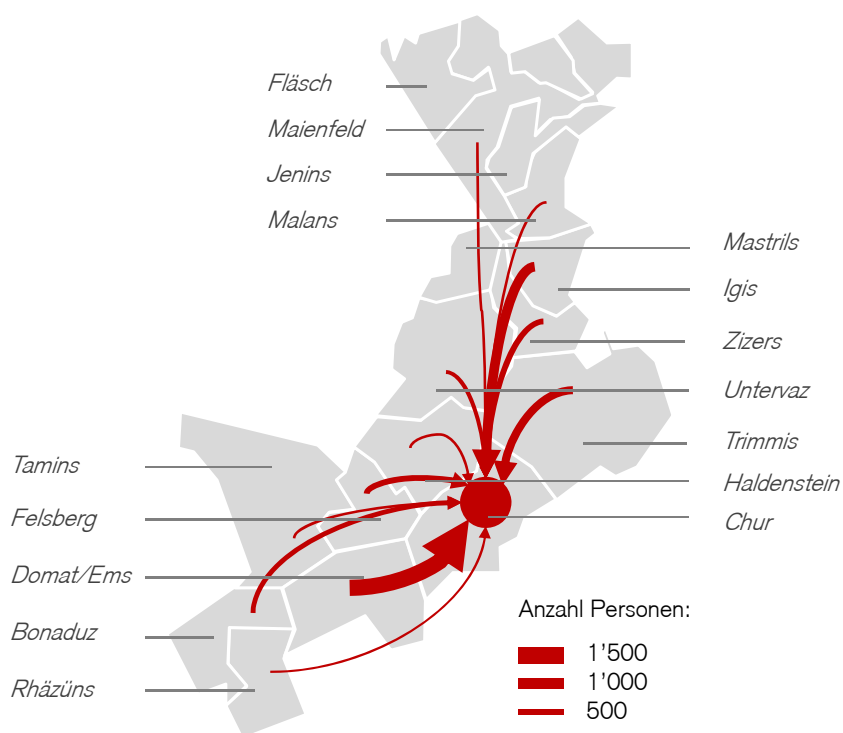 Fläsch
Maienfeld
Jenins
Malans
Mastrils
Igis
Zizers
Untervaz
Trimmis
Haldenstein
Chur
Tamins
Felsberg
Domat/Ems
Bonaduz
Rhäzüns
Anzahl Personen:
1'500
1'000
500